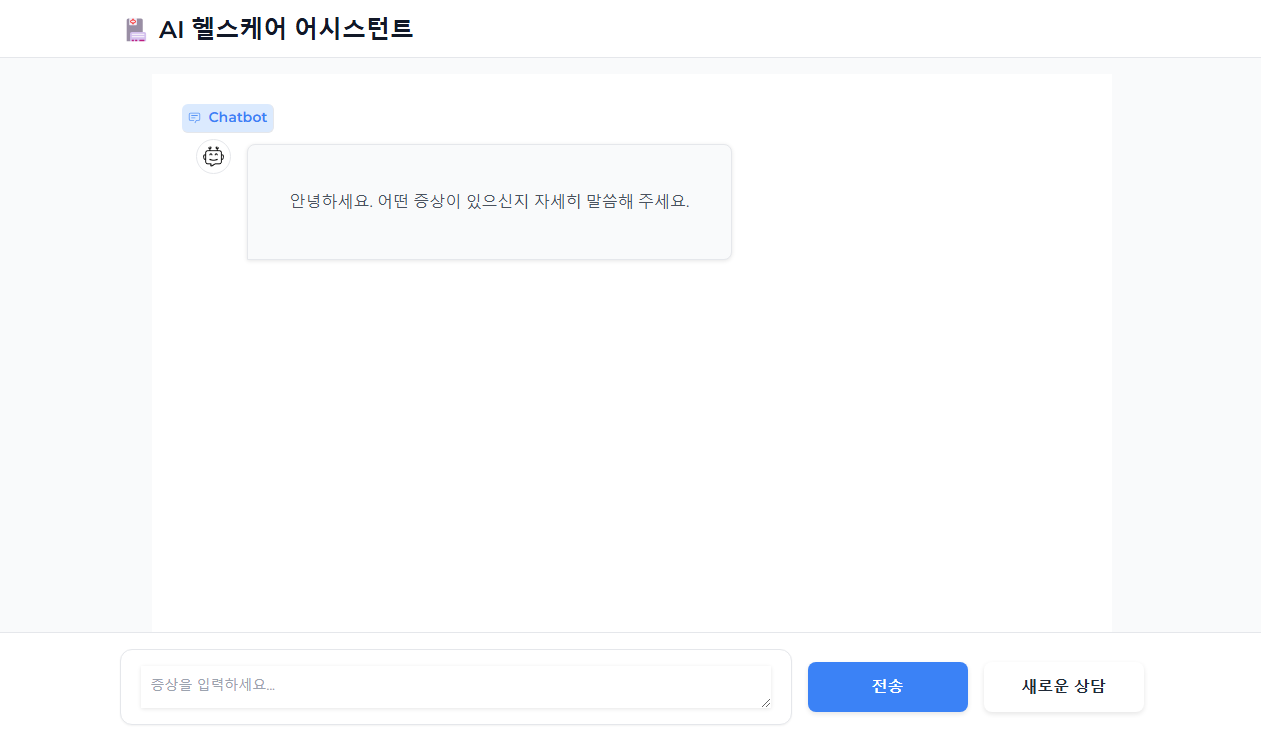 AI 헬스케어 어시스턴트
Chatbot
안녕하세요. 어떤 증상이 있으신지 자세히 말씀해 주세요.
증상을 입력하세요...
전송
새로운 상담